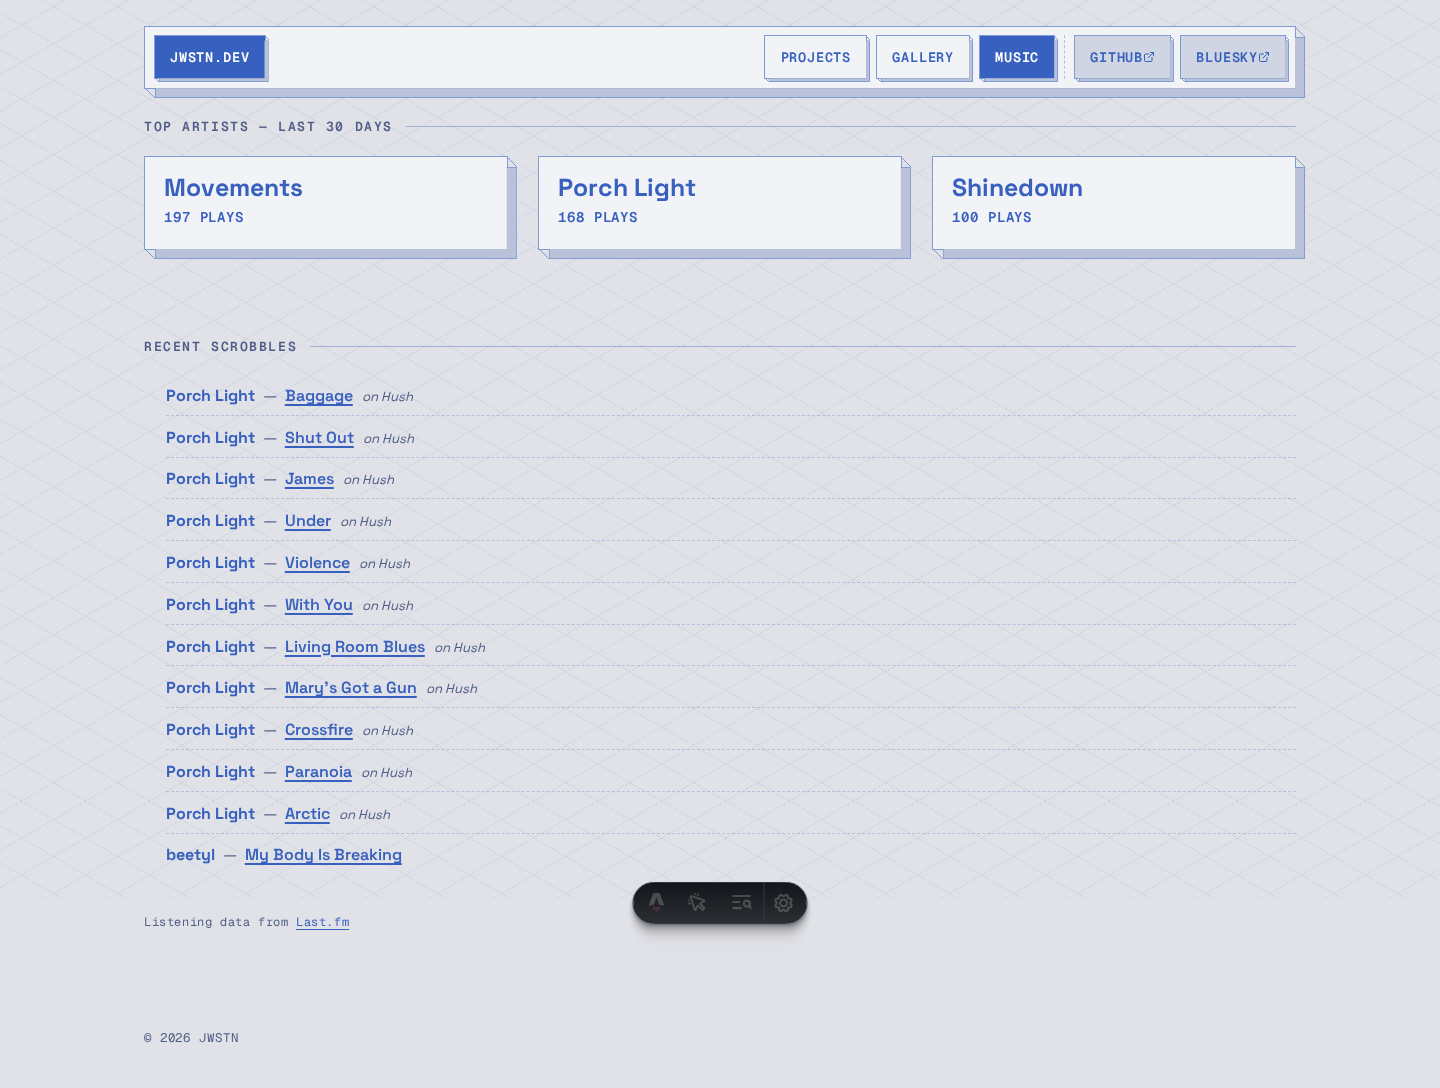 JWSTN.DEV
PROJECTS
GALLERY
MUSIC
GITHUB
BLUESKY
TOP ARTISTS — LAST 30 DAYS
Movements
197 PLAYS
Porch Light
168 PLAYS
Shinedown
100 PLAYS
RECENT SCROBBLES
Porch Light — Baggage on Hush
Porch Light — Shut Out on Hush
Porch Light — James on Hush
Porch Light — Under on Hush
Porch Light — Violence on Hush
Porch Light — With You on Hush
Porch Light — Living Room Blues on Hush
Porch Light — Mary's Got a Gun on Hush
Porch Light — Crossfire on Hush
Porch Light — Paranoia on Hush
Porch Light — Arctic on Hush
beetyl — My Body Is Breaking
Listening data from Last.fm
© 2026 JWSTN